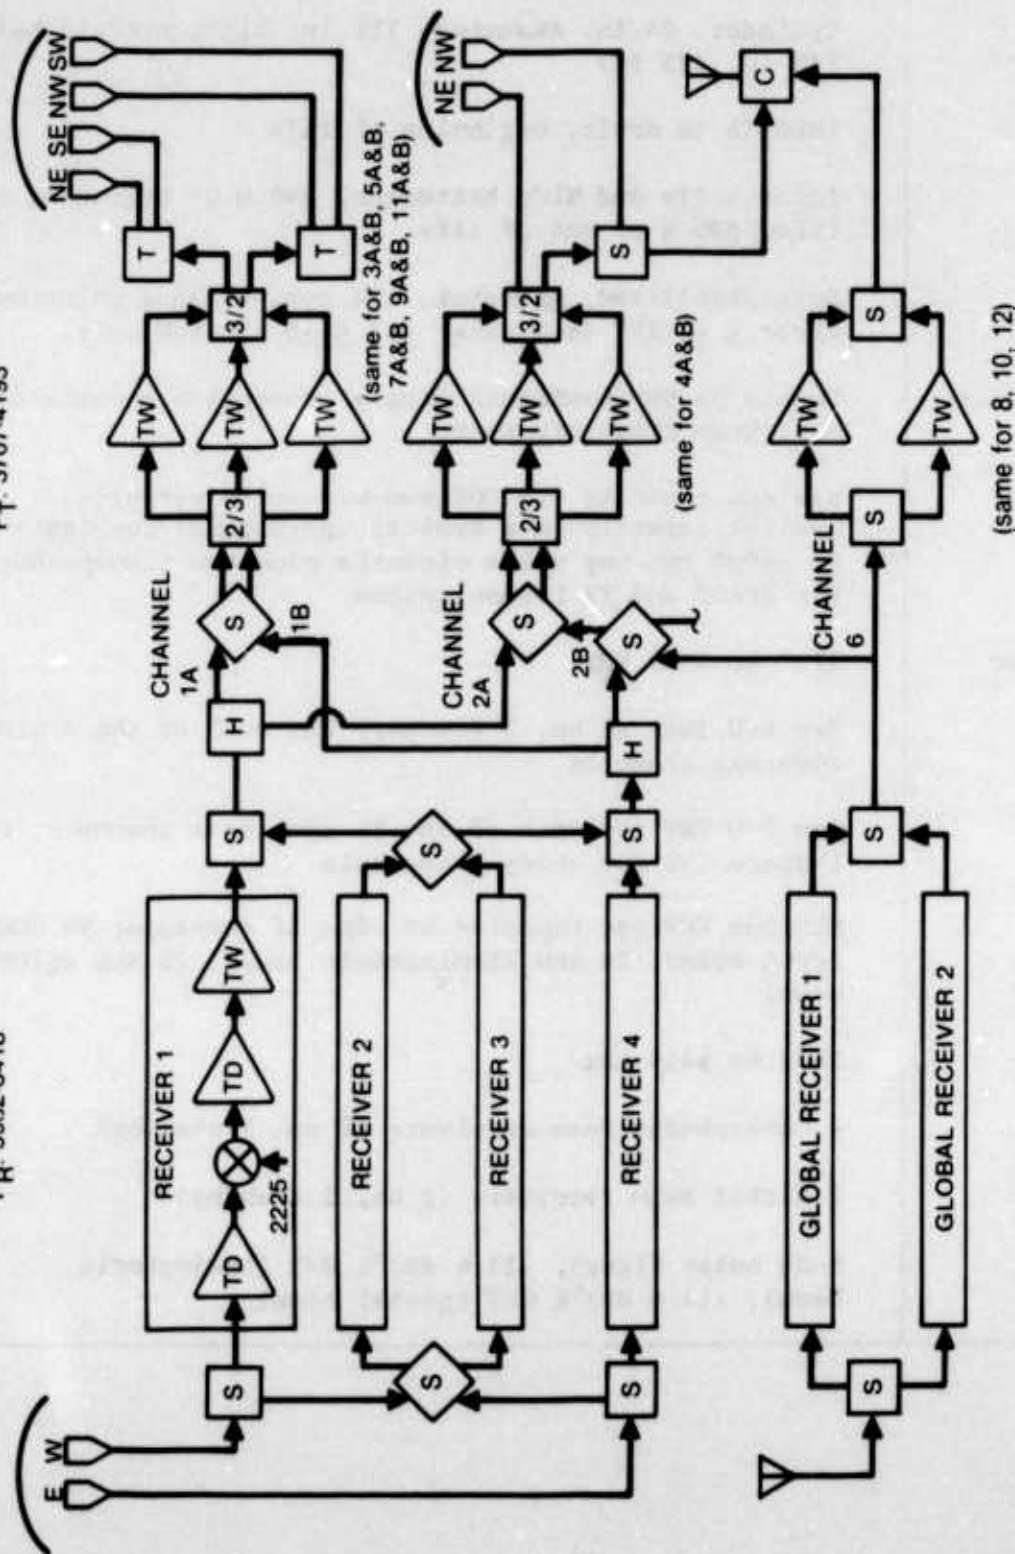 E W
S
S
S
RECEIVER 1
TD
2225
TD
TW
RECEIVER 2
RECEIVER 3
RECEIVER 4
S
S
S
H
H
CHANNEL
1A
1B
S
2/3
TW
TW
TW
3/2
T
T
NE SE NW SW
(same for 3A&B, 5A&B,
7A&B, 9A&B, 11A&B)
CHANNEL
2A
2B
S
S
2/3
TW
TW
TW
3/2
S
NE NW
C
(same for 4A&B)
S
GLOBAL RECEIVER 1
GLOBAL RECEIVER 2
S
CHANNEL
6
S
TW
TW
S
(same for 8, 10, 12)